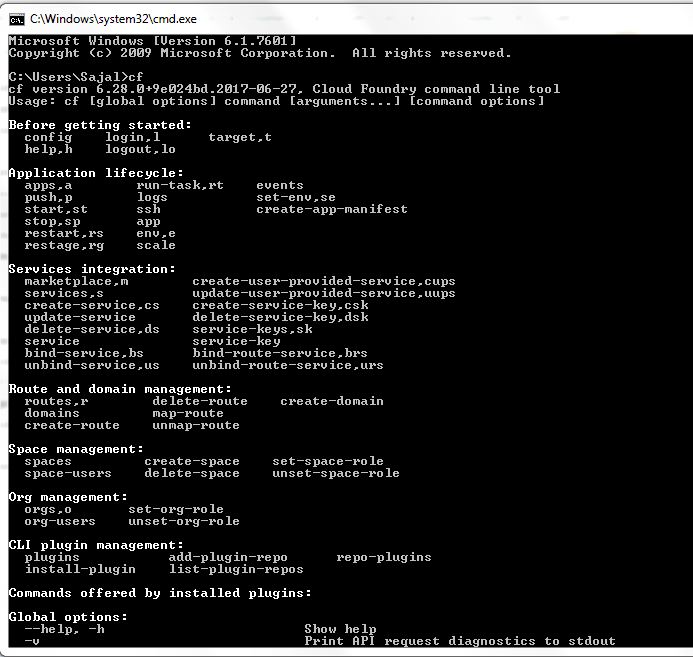 C:\Windows\system32\cmd.exe
Microsoft Windows [Version 6.1.7601]
Copyright (c) 2009 Microsoft Corporation.  All rights reserved.
C:\Users\Sajal>cf
cf version 6.28.0+9e024bd.2017-06-27, Cloud Foundry command line tool
Usage: cf [global options] command [arguments...] [command options]
Before getting started:
  config    login,l      target,t
  help,h    logout,lo
Application lifecycle:
  apps,a        run-task,rt    events
  push,p        logs           set-env,se
  start,st      ssh            create-app-manifest
  stop,sp       app
  restart,rs    env,e
  restage,rg    scale
Services integration:
  marketplace,m        create-user-provided-service,cups
  services,s           update-user-provided-service,uups
  create-service,cs    create-service-key,csk
  update-service       delete-service-key,dsk
  delete-service,ds    service-keys,sk
  service              service-key
  bind-service,bs      bind-route-service,brs
  unbind-service,us    unbind-route-service,urs
Route and domain management:
  routes,r        delete-route    create-domain
  domains         map-route
  create-route    unmap-route
Space management:
  spaces         create-space    set-space-role
  space-users    delete-space    unset-space-role
Org management:
  orgs,o       set-org-role
  org-users    unset-org-role
CLI plugin management:
  plugins           add-plugin-repo      repo-plugins
  install-plugin    list-plugin-repos
Commands offered by installed plugins:
Global options:
  --help, -h                         Show help
  -v                                 Print API request diagnostics to stdout